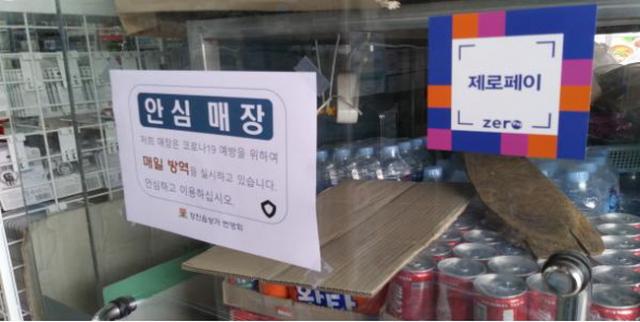 안심 매장
저희 매장은 코로나19 예방을 위하여
매일 방역을 실시하고 있습니다.
안심하고 이용하십시오.
제로페이
zero
환타